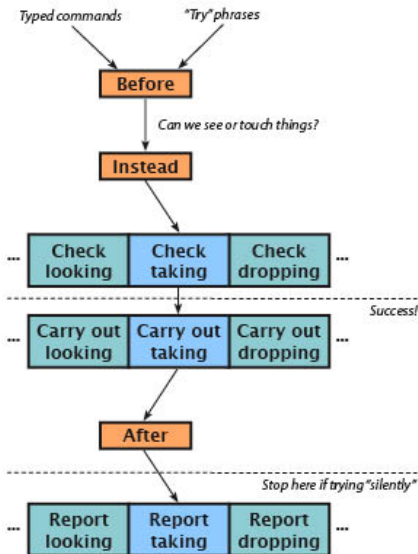 Typed commands
"Try" phrases
Before
Can we see or touch things?
Instead
... Check looking Check taking Check dropping ...
Success!
... Carry out looking Carry out taking Carry out dropping ...
After
Stop here if trying "silently"
... Report looking Report taking Report dropping ...